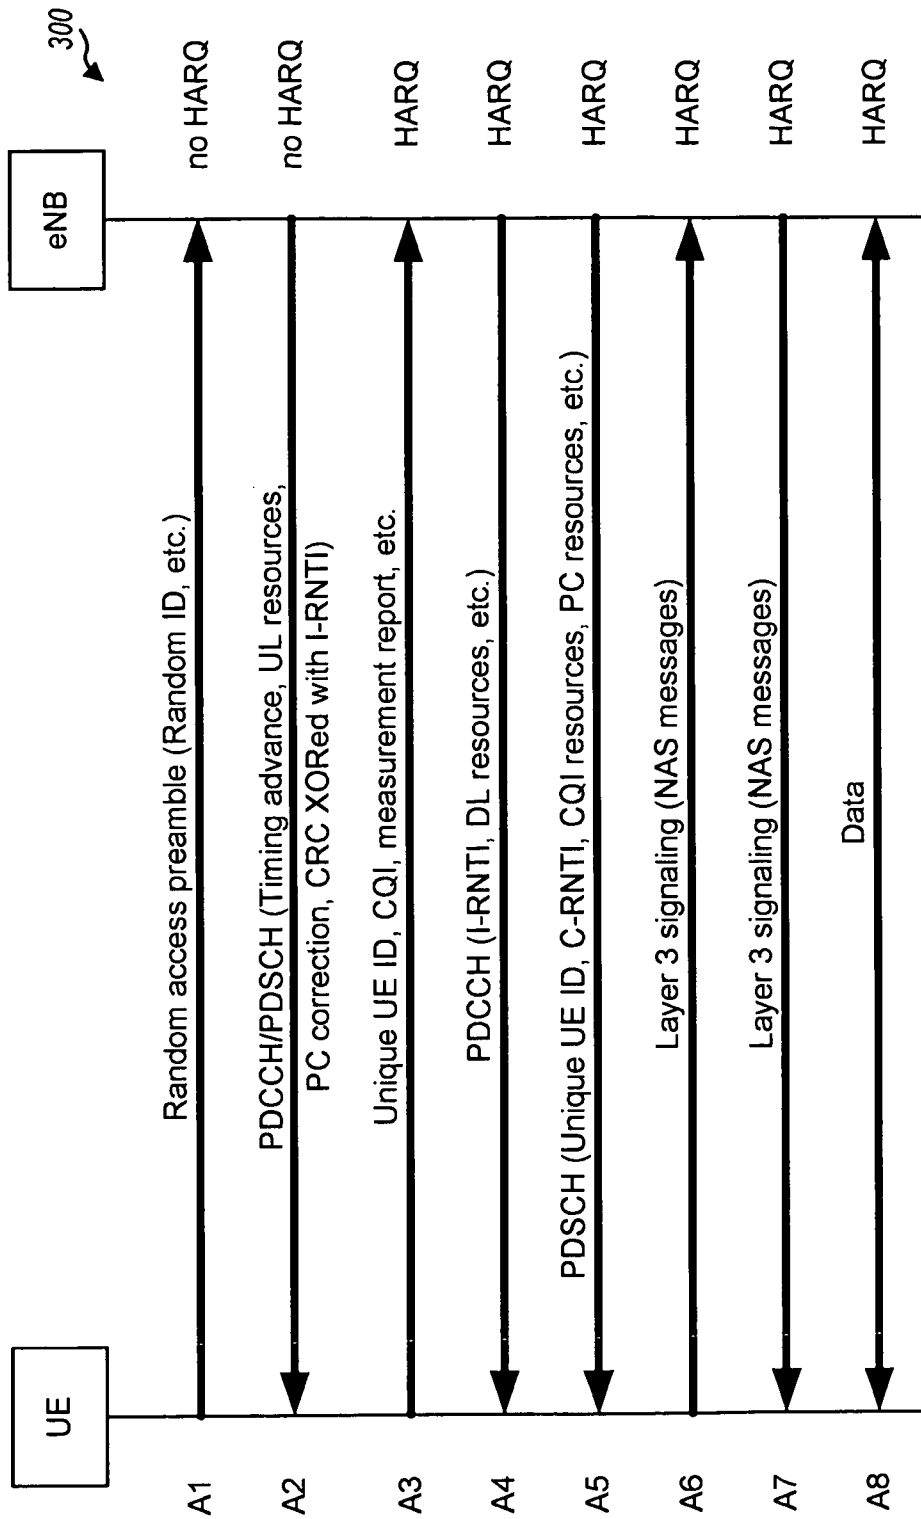 300
UE
eNB
A1
Random access preamble (Random ID, etc.)
no HARQ
A2
PDCCH/PDSCH (Timing advance, UL resources,
PC correction, CRC XORed with I-RNTI)
no HARQ
A3
Unique UE ID, CQI, measurement report, etc.
HARQ
A4
PDCCH (I-RNTI, DL resources, etc.)
HARQ
A5
PDSCH (Unique UE ID, C-RNTI, CQI resources, PC resources, etc.)
HARQ
A6
Layer 3 signaling (NAS messages)
HARQ
A7
Layer 3 signaling (NAS messages)
HARQ
A8
Data
HARQ